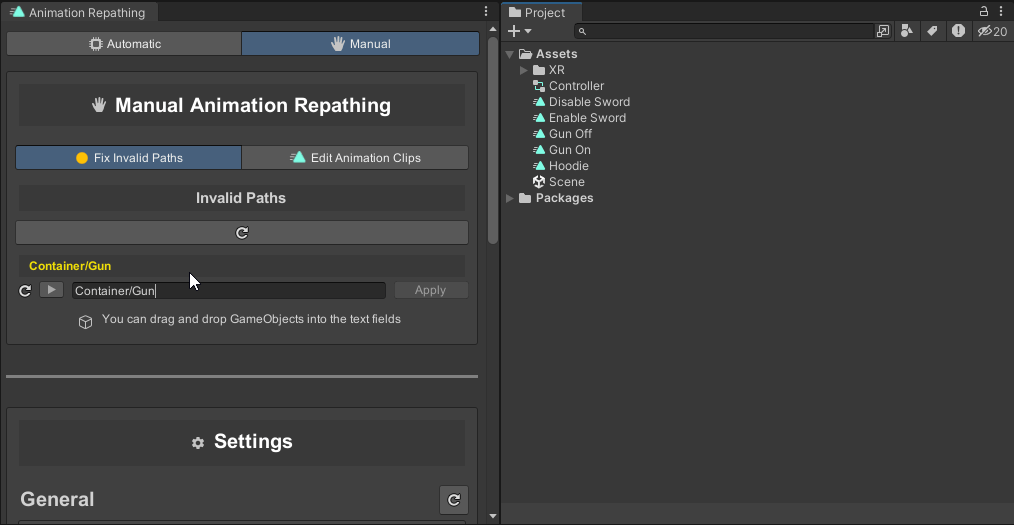 Animation Repathing
Automatic
Manual
Manual Animation Repathing
Fix Invalid Paths
Edit Animation Clips
Invalid Paths
Container/Gun
Container/Gun
Apply
You can drag and drop GameObjects into the text fields
Settings
General
Project
20
Assets
XR
Controller
Disable Sword
Enable Sword
Gun Off
Gun On
Hoodie
Scene
Packages